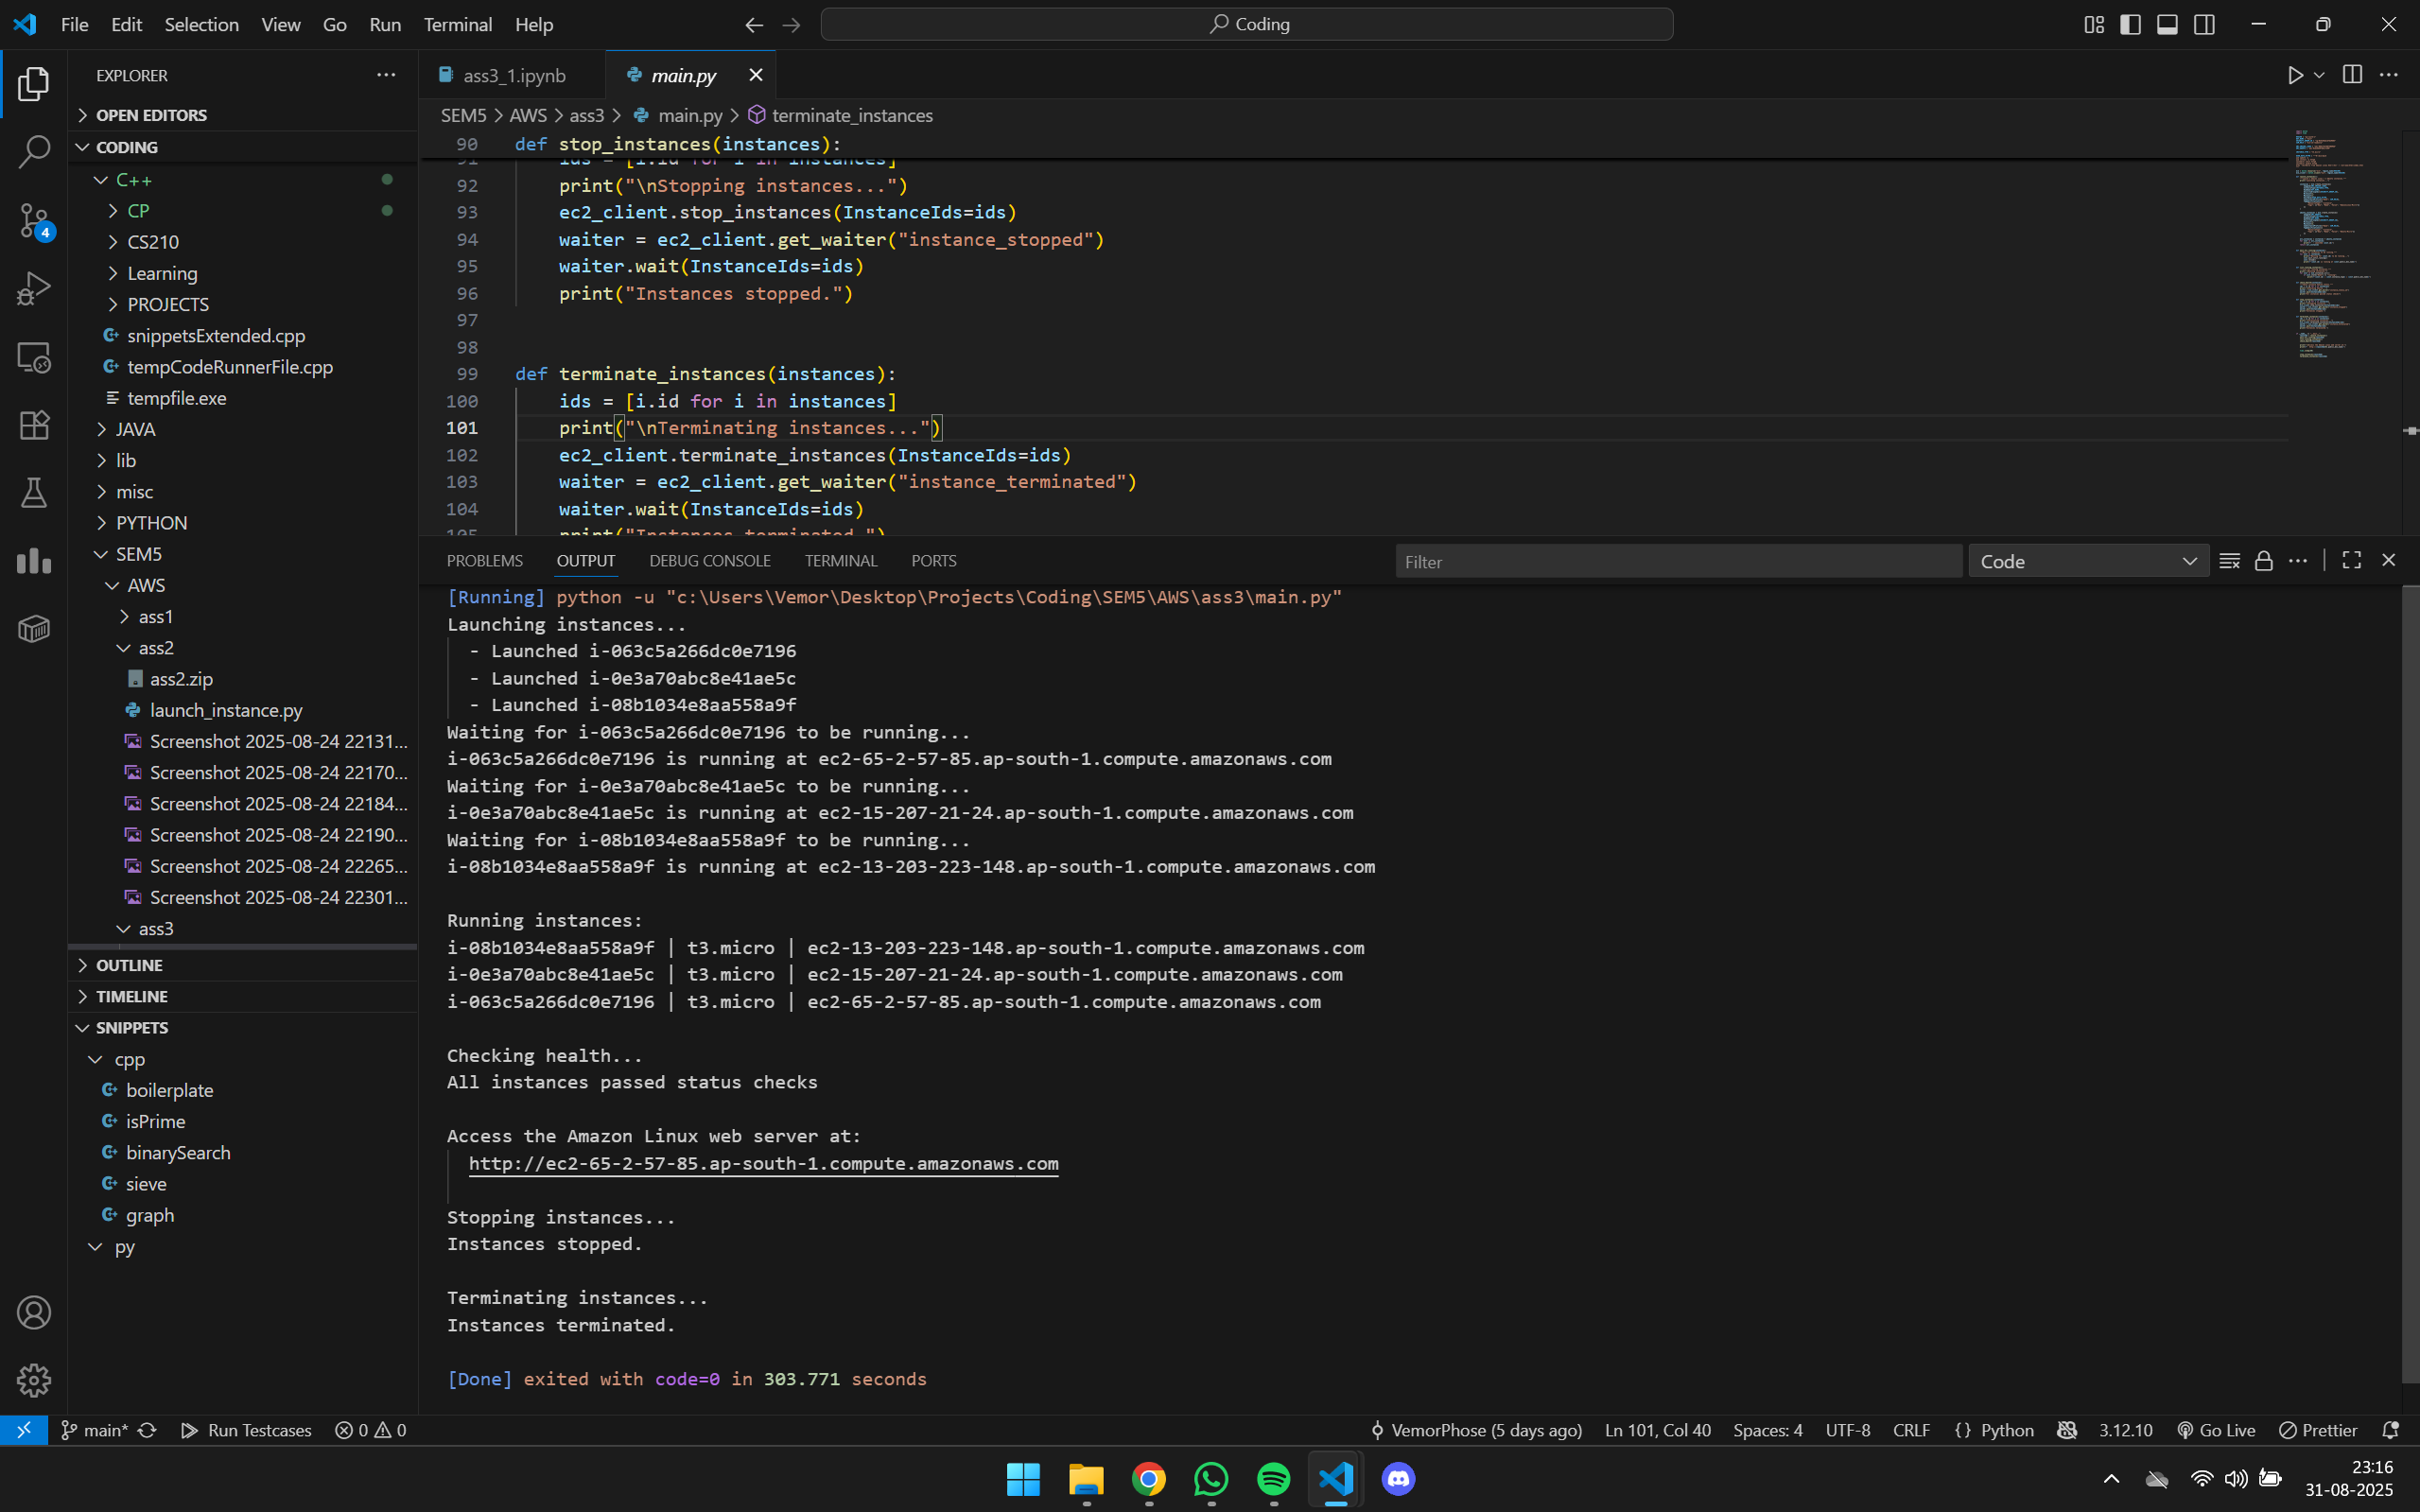 File Edit Selection View Go Run Terminal Help
Coding
EXPLORER
OPEN EDITORS
CODING
C++
CP
CS210
Learning
PROJECTS
snippetsExtended.cpp
tempCodeRunnerFile.cpp
tempfile.exe
JAVA
lib
misc
PYTHON
SEM5
AWS
ass1
ass2
ass2.zip
launch_instance.py
Screenshot 2025-08-24 22131...
Screenshot 2025-08-24 22170...
Screenshot 2025-08-24 22184...
Screenshot 2025-08-24 22190...
Screenshot 2025-08-24 22265...
Screenshot 2025-08-24 22301...
ass3
OUTLINE
TIMELINE
SNIPPETS
cpp
boilerplate
isPrime
binarySearch
sieve
graph
py
4
ass3_1.ipynb main.py
SEM5 > AWS > ass3 > main.py > terminate_instances
90 def stop_instances(instances):
91 ids = [i.id for i in instances]
92 print("\nStopping instances...")
93 ec2_client.stop_instances(InstanceIds=ids)
94 waiter = ec2_client.get_waiter("instance_stopped")
95 waiter.wait(InstanceIds=ids)
96 print("Instances stopped.")
97
98
99 def terminate_instances(instances):
100 ids = [i.id for i in instances]
101 print("\nTerminating instances...")
102 ec2_client.terminate_instances(InstanceIds=ids)
103 waiter = ec2_client.get_waiter("instance_terminated")
104 waiter.wait(InstanceIds=ids)
105 print("Instances terminated.")
PROBLEMS OUTPUT DEBUG CONSOLE TERMINAL PORTS
Filter
Code
[Running] python -u "c:\Users\Vemor\Desktop\Projects\Coding\SEM5\AWS\ass3\main.py"
Launching instances...
- Launched i-063c5a266dc0e7196
- Launched i-0e3a70abc8e41ae5c
- Launched i-08b1034e8aa558a9f
Waiting for i-063c5a266dc0e7196 to be running...
i-063c5a266dc0e7196 is running at ec2-65-2-57-85.ap-south-1.compute.amazonaws.com
Waiting for i-0e3a70abc8e41ae5c to be running...
i-0e3a70abc8e41ae5c is running at ec2-15-207-21-24.ap-south-1.compute.amazonaws.com
Waiting for i-08b1034e8aa558a9f to be running...
i-08b1034e8aa558a9f is running at ec2-13-203-223-148.ap-south-1.compute.amazonaws.com
Running instances:
i-08b1034e8aa558a9f | t3.micro | ec2-13-203-223-148.ap-south-1.compute.amazonaws.com
i-0e3a70abc8e41ae5c | t3.micro | ec2-15-207-21-24.ap-south-1.compute.amazonaws.com
i-063c5a266dc0e7196 | t3.micro | ec2-65-2-57-85.ap-south-1.compute.amazonaws.com
Checking health...
All instances passed status checks
Access the Amazon Linux web server at:
http://ec2-65-2-57-85.ap-south-1.compute.amazonaws.com
Stopping instances...
Instances stopped.
Terminating instances...
Instances terminated.
[Done] exited with code=0 in 303.771 seconds
main* Run Testcases 0 0
VemorPhose (5 days ago) Ln 101, Col 40 Spaces: 4 UTF-8 CRLF {} Python 3.12.10 Go Live Prettier
23:16
31-08-2025